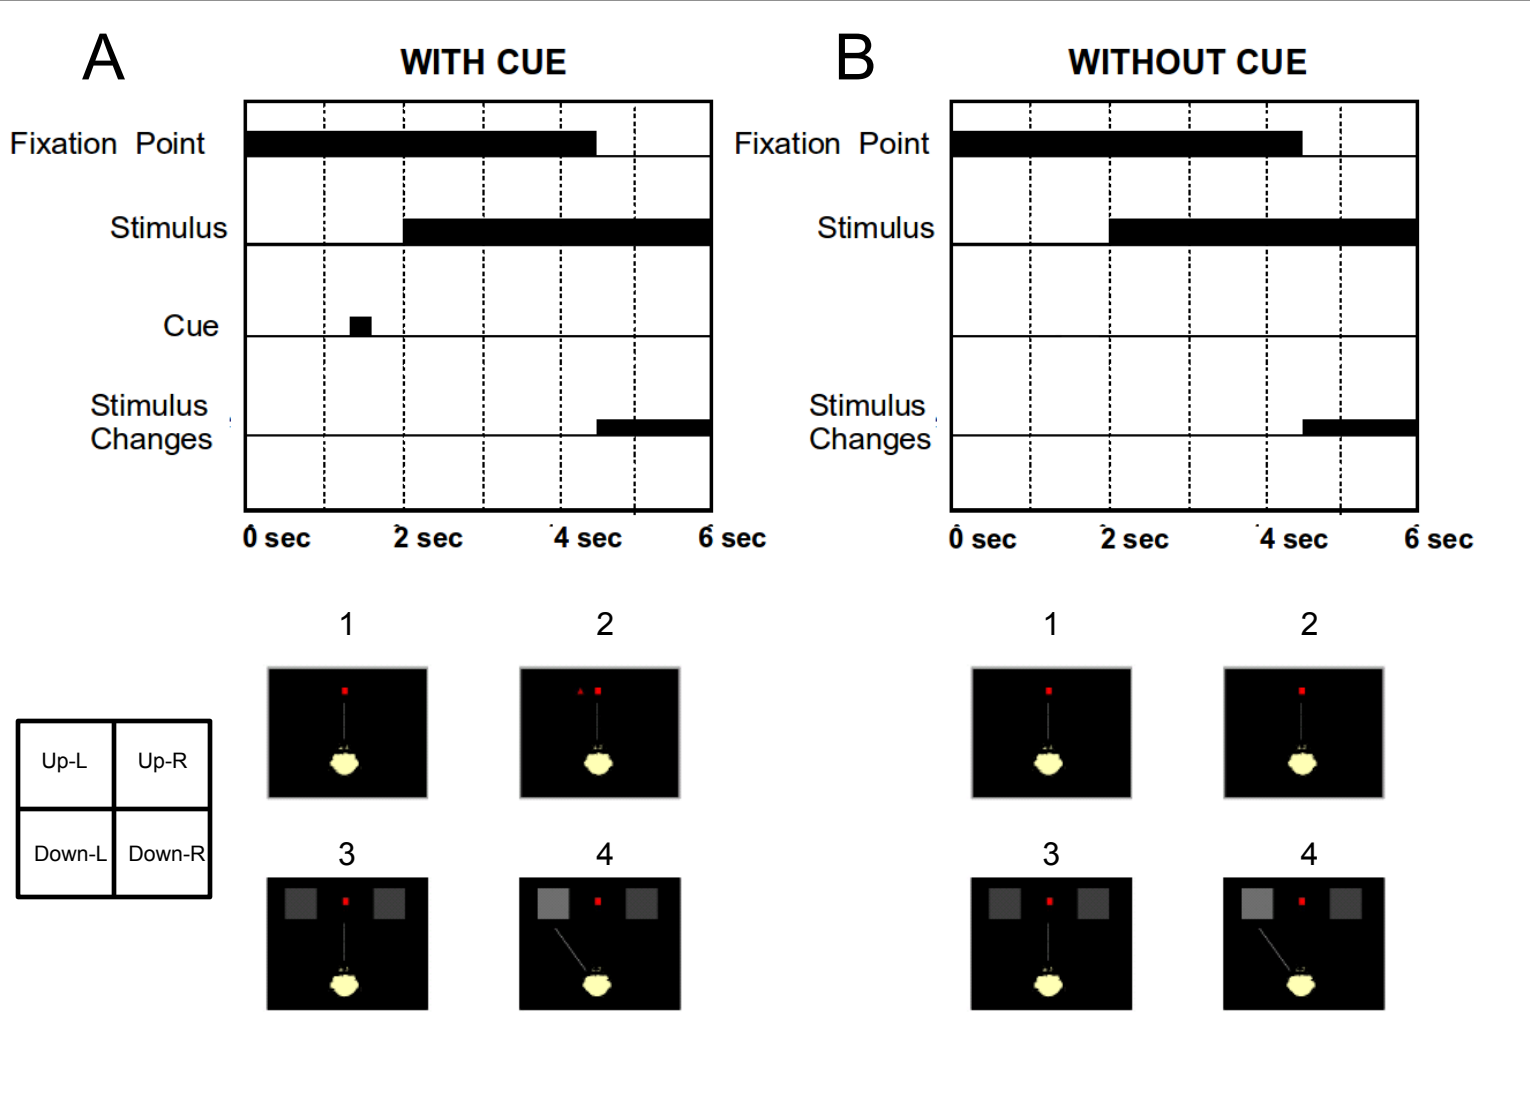 A
WITH CUE
Fixation Point
Stimulus
Cue
Stimulus
Changes
0 sec
2 sec
4 sec
6 sec
B
WITHOUT CUE
Fixation Point
Stimulus
Stimulus
Changes
0 sec
2 sec
4 sec
6 sec
Up-L
Up-R
Down-L
Down-R
1
2
3
4
1
2
3
4